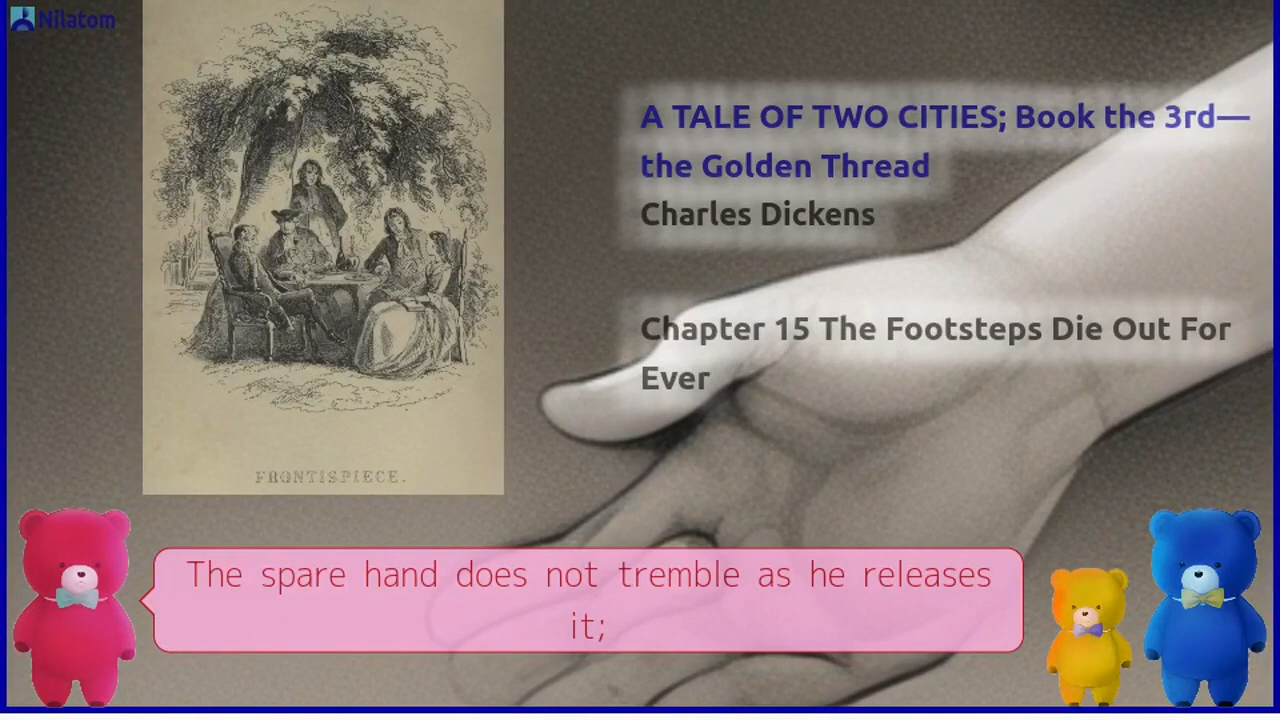 Nilatom
A TALE OF TWO CITIES; Book the 3rd—
the Golden Thread
Charles Dickens
Chapter 15 The Footsteps Die Out For
Ever
FRONTISPIECE.
The spare hand does not tremble as he releases
it;